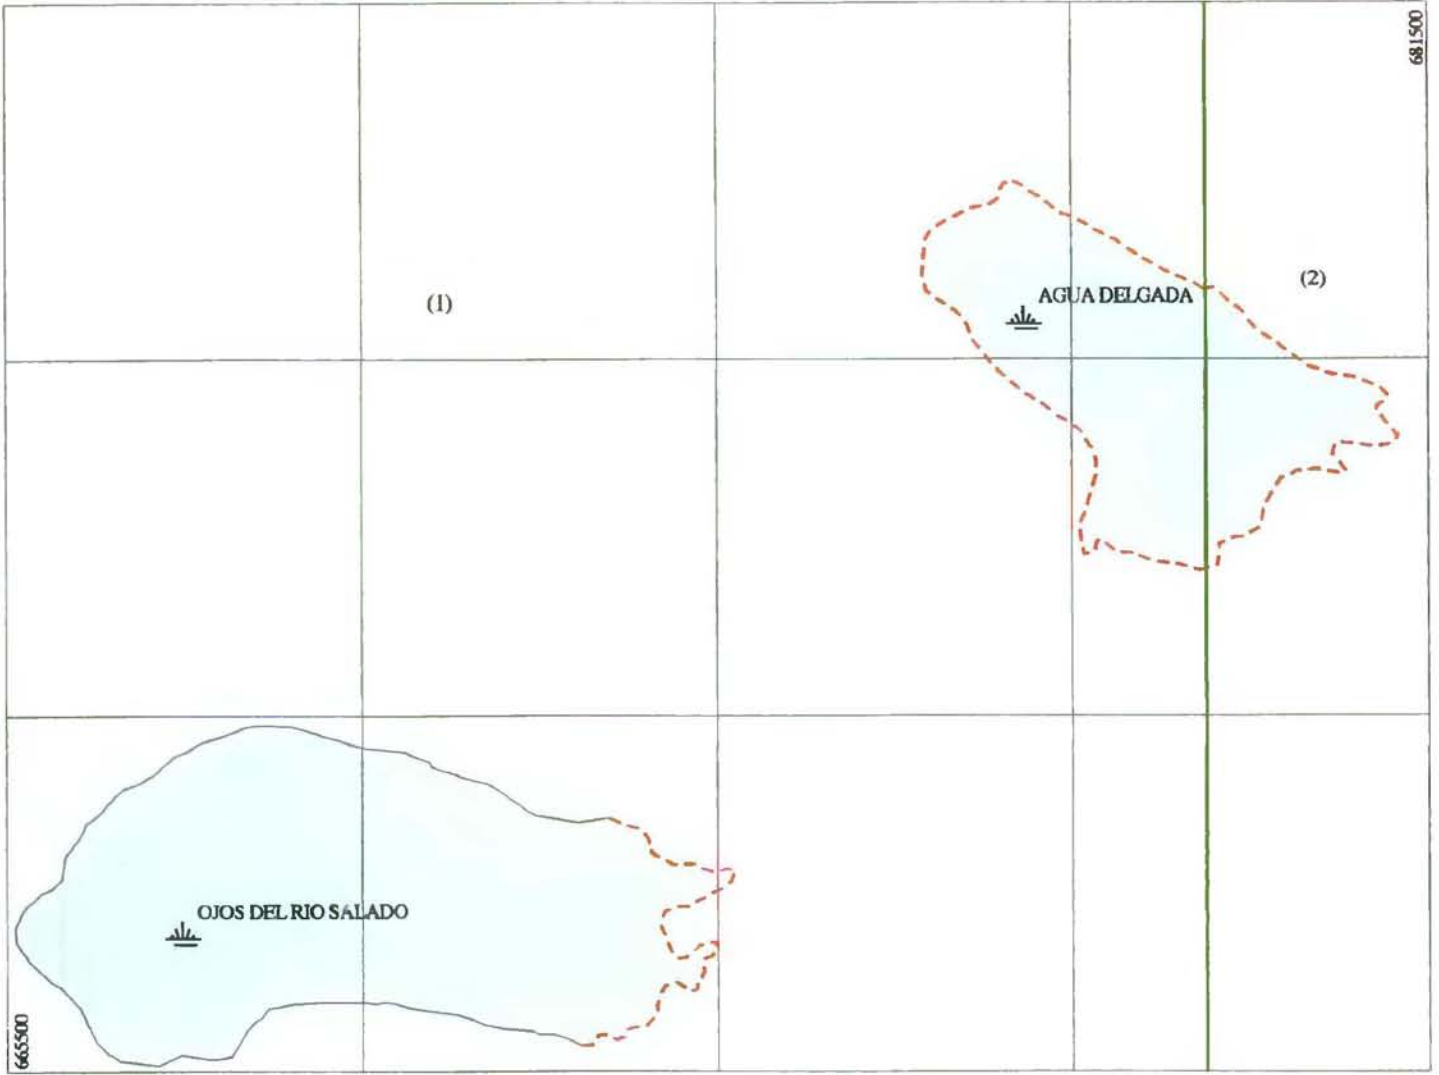 681500
(2)
AGUA DELGADA
(1)
OJOS DEL RIO SALADO
665500